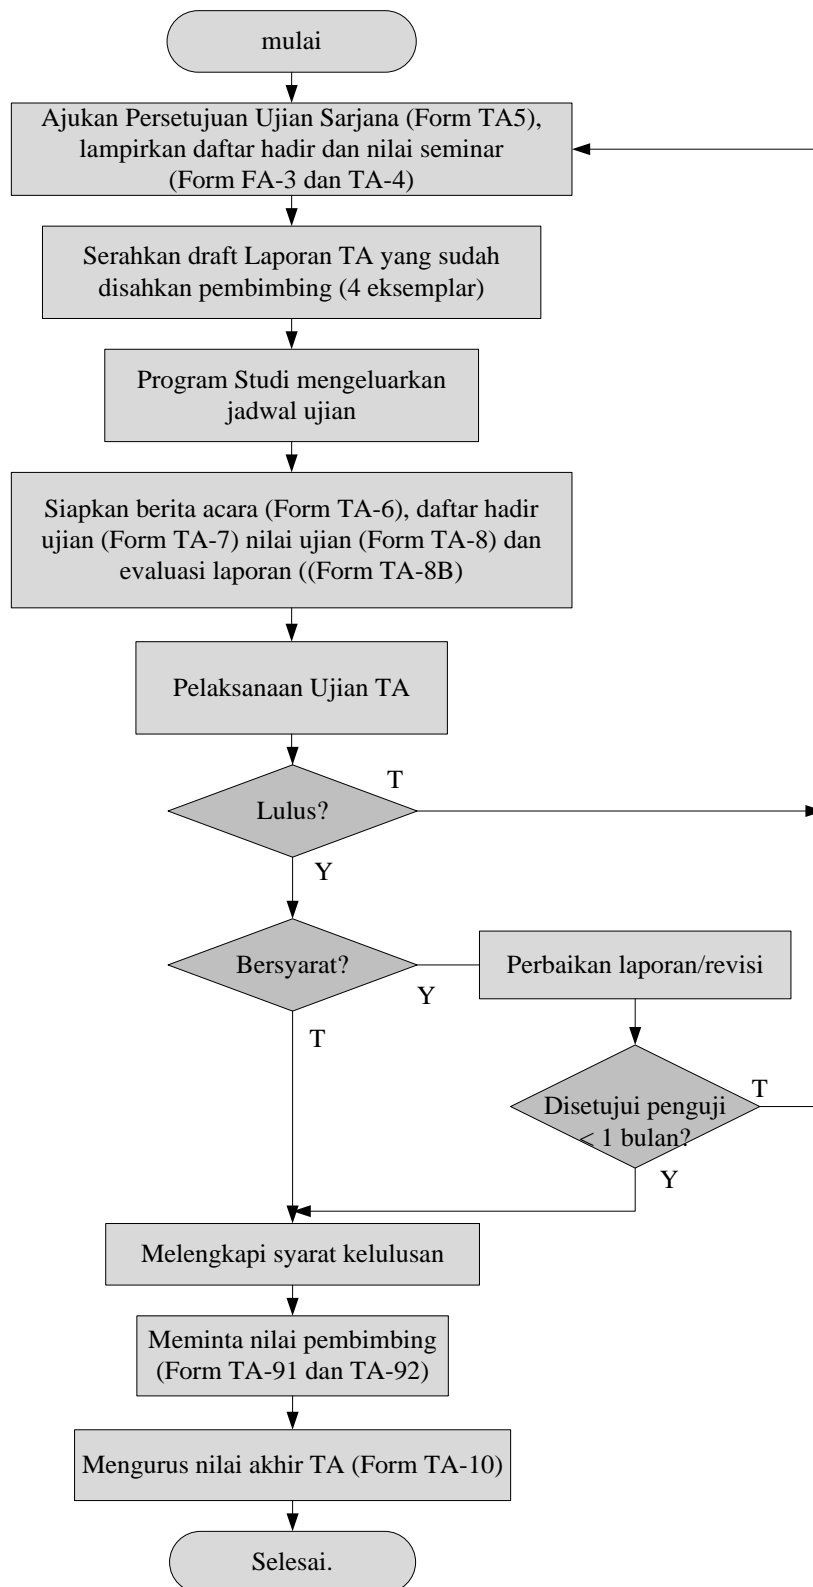 mulai
Ajukan Persetujuan Ujian Sarjana (Form TA5),
lampirkan daftar hadir dan nilai seminar
(Form FA-3 dan TA-4)
Serahkan draft Laporan TA yang sudah
disahkan pembimbing (4 eksemplar)
Program Studi mengeluarkan
jadwal ujian
Siapkan berita acara (Form TA-6), daftar hadir
ujian (Form TA-7) nilai ujian (Form TA-8) dan
evaluasi laporan ((Form TA-8B)
Pelaksanaan Ujian TA
T
Lulus?
Y
Bersyarat?
Y
Perbaikan laporan/revisi
T
T
Disetujui penguji
< 1 bulan?
Y
Melengkapi syarat kelulusan
Meminta nilai pembimbing
(Form TA-91 dan TA-92)
Mengurus nilai akhir TA (Form TA-10)
Selesai.